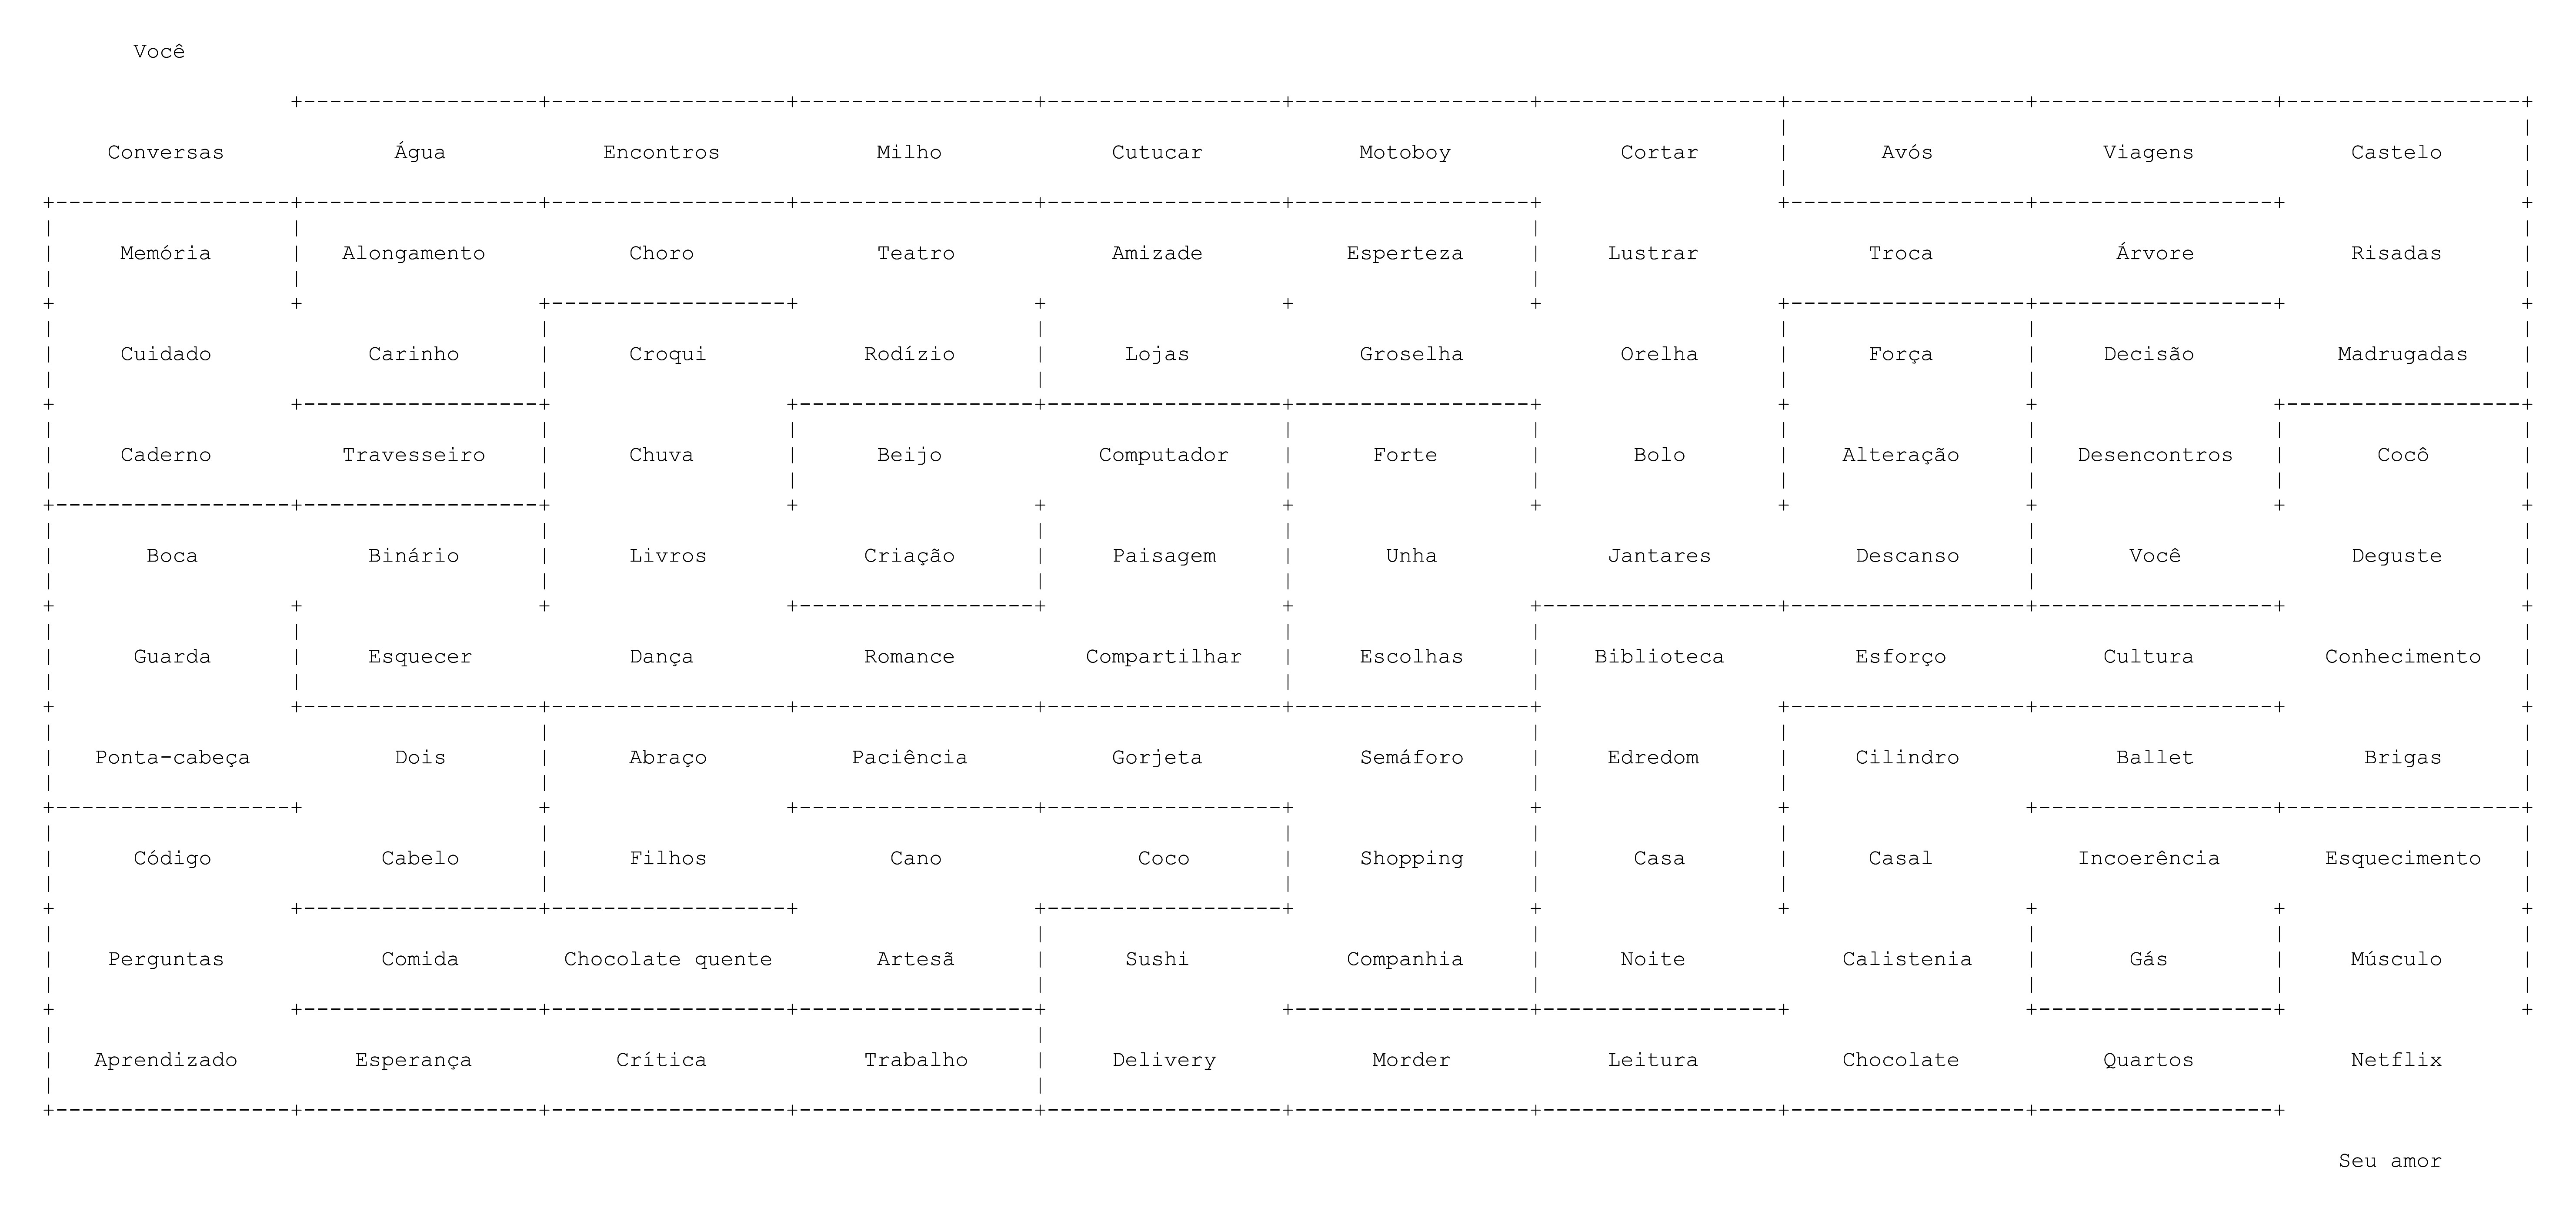 Você
Conversas Água Encontros Milho Cutucar Motoboy Cortar Avós Viagens Castelo
Memória Alongamento Choro Teatro Amizade Esperteza Lustrar Troca Árvore Risadas
Cuidado Carinho Croqui Rodízio Lojas Groselha Orelha Força Decisão Madrugadas
Caderno Travesseiro Chuva Beijo Computador Forte Bolo Alteração Desencontros Cocô
Boca Binário Livros Criação Paisagem Unha Jantares Descanso Você Deguste
Guarda Esquecer Dança Romance Compartilhar Escolhas Biblioteca Esforço Cultura Conhecimento
Ponta-cabeça Dois Abraço Paciência Gorjeta Semáforo Edredom Cilindro Ballet Brigas
Código Cabelo Filhos Cano Coco Shopping Casa Casal Incoerência Esquecimento
Perguntas Comida Chocolate quente Artesã Sushi Companhia Noite Calistenia Gás Músculo
Aprendizado Esperança Crítica Trabalho Delivery Morder Leitura Chocolate Quartos Netflix
Seu amor